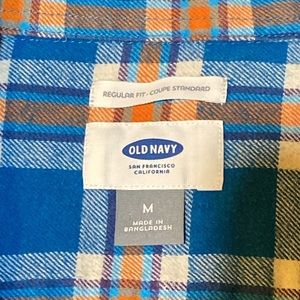 REGULAR FIT - COUPE STANDARD
OLD NAVY
SAN FRANCISCO
CALIFORNIA
M
MADE IN
BANGLADESH